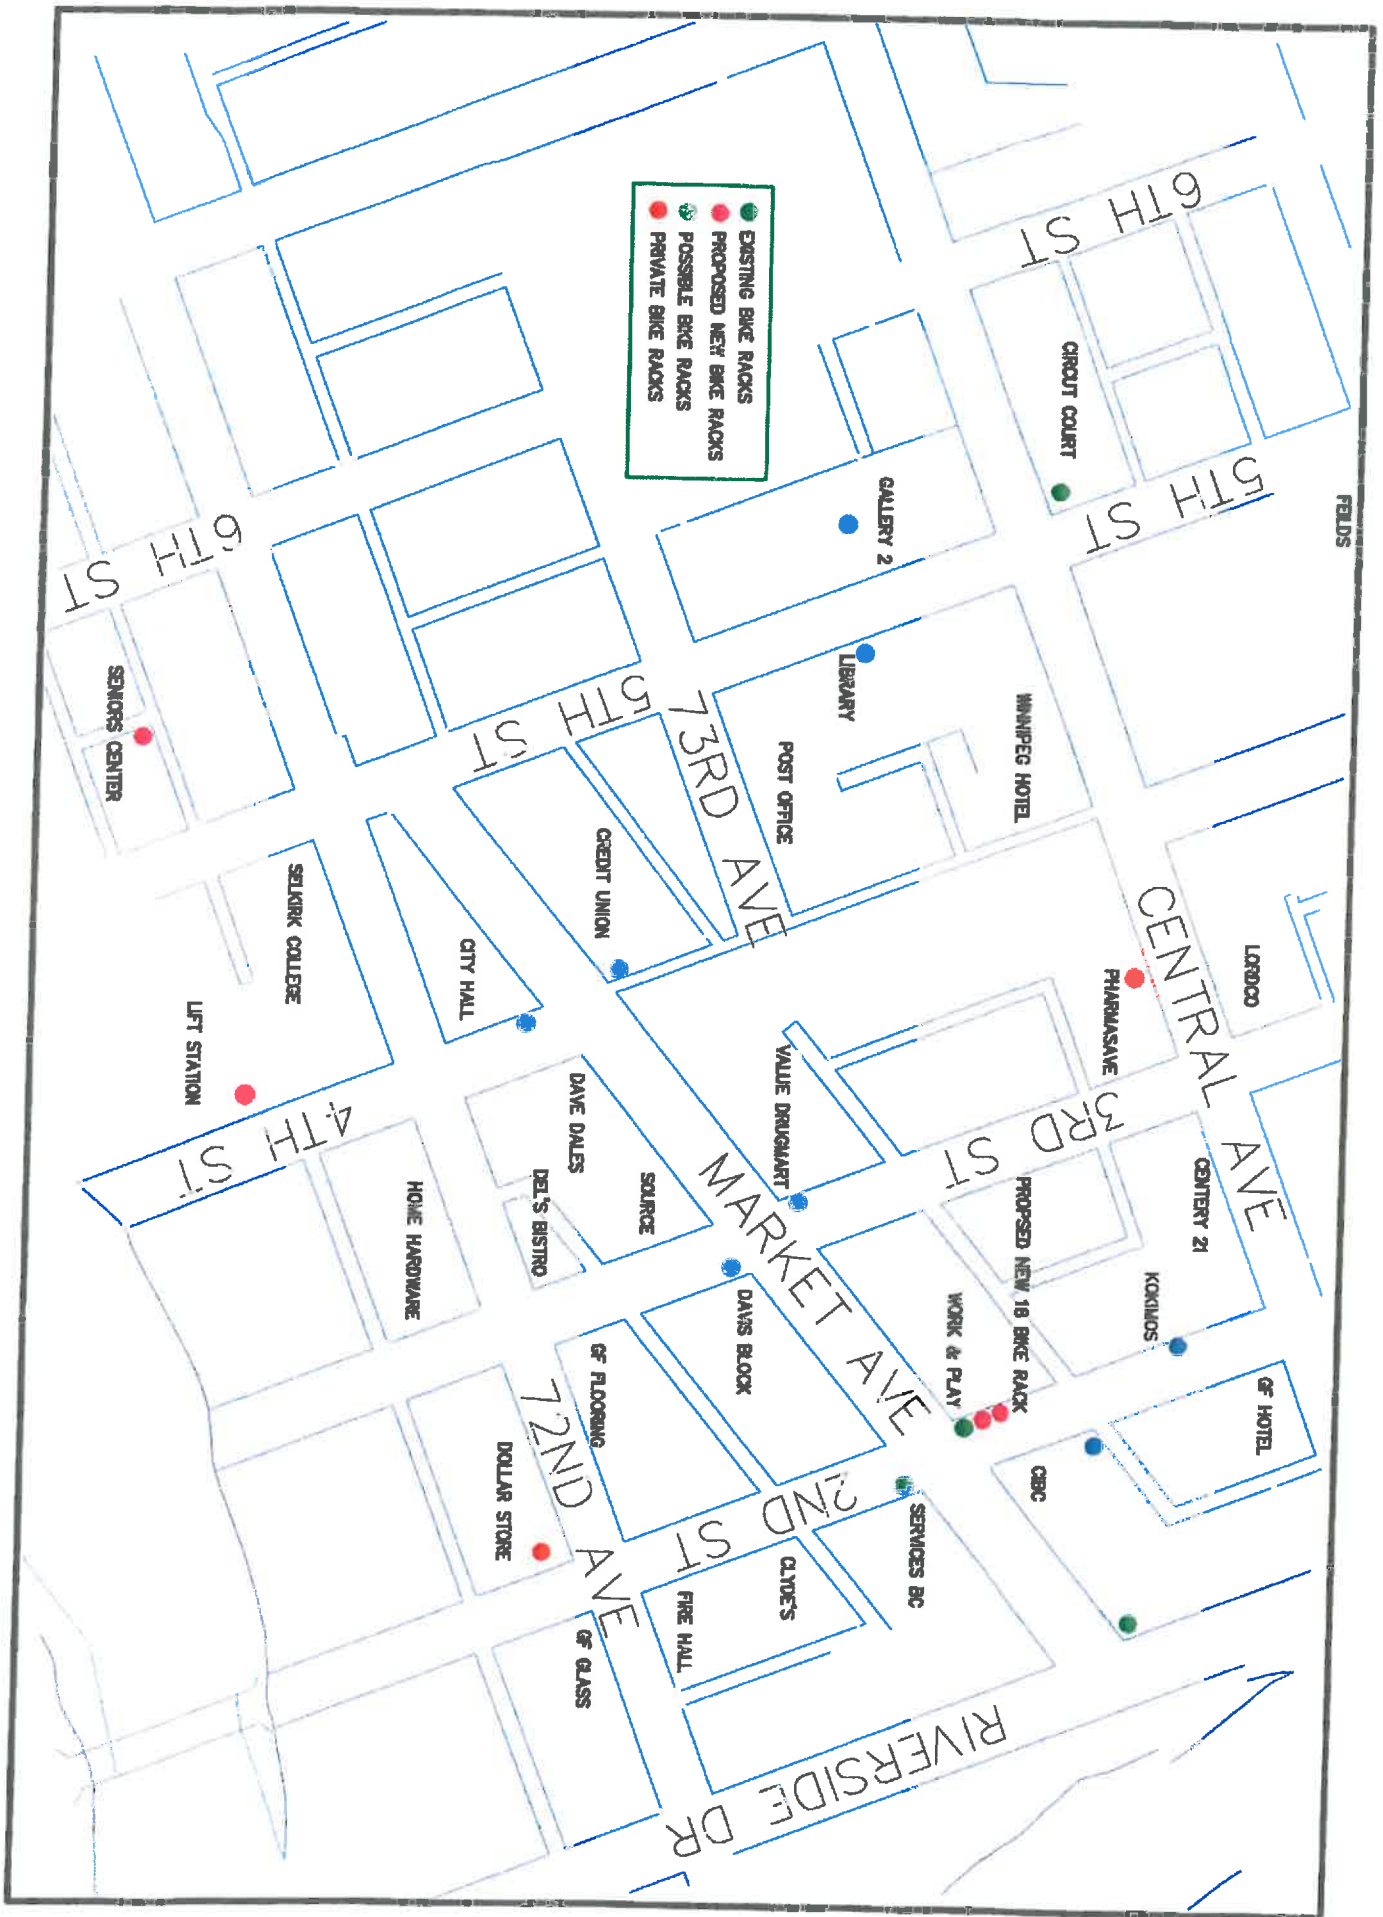 FEILDS
6TH ST
CIRCUT COURT
5TH ST
EXISTING BIKE RACKS
PROPOSED NEW BIKE RACKS
POSSIBLE BIKE RACKS
PRIVATE BIKE RACKS
GALLERY 2
LIBRARY
WINNIPEG HOTEL
POST OFFICE
73RD AVE
5TH ST
6TH ST
SENIORS CENTER
CREDIT UNION
CITY HALL
SELKIRK COLLEGE
LIFT STATION
4TH ST
LORDCO
CENTRAL AVE
PHARMASAVE
3RD ST
VALUE DRUGMART
MARKET AVE
DAVE DALES
SOURCE
DEL'S BISTRO
HOME HARDWARE
CENTERY 21
PROPSED NEW 18 BIKE RACK
KOKIMOS
WORK & PLAY
GF HOTEL
CIBC
DAVIS BLOCK
GF FLOORING
72ND AVE
DOLLAR STORE
2ND ST
SERVICES BC
CLYDE'S
FIRE HALL
GF GLASS
RIVERSIDE DR